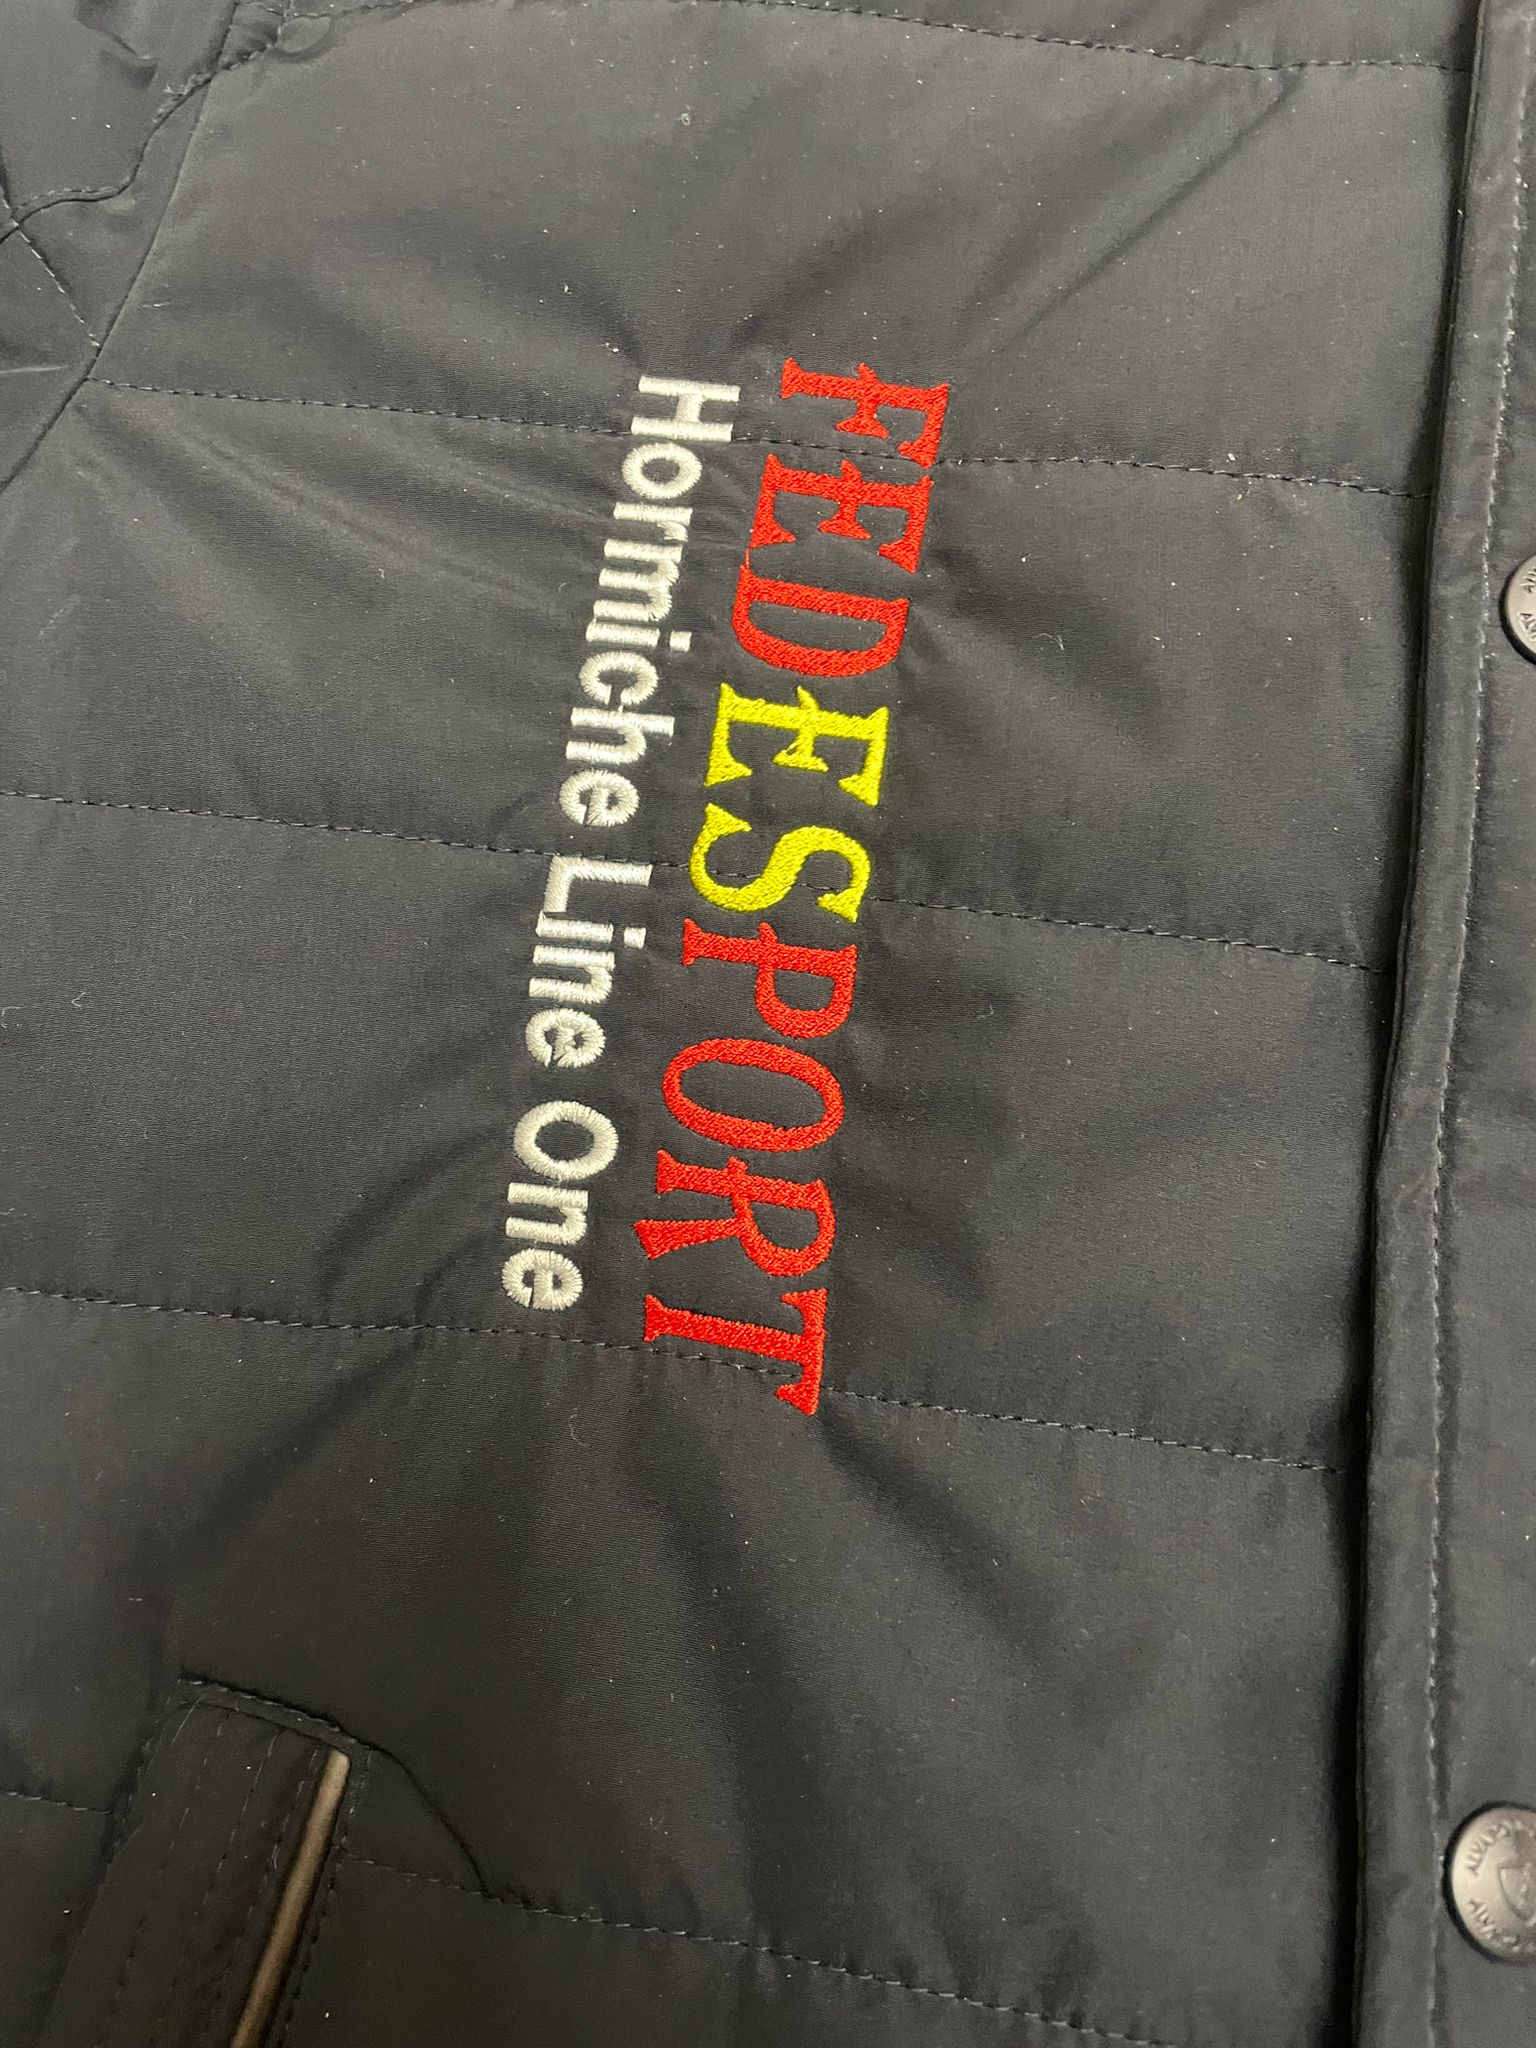 FEDESPORT
Hormiche Line One